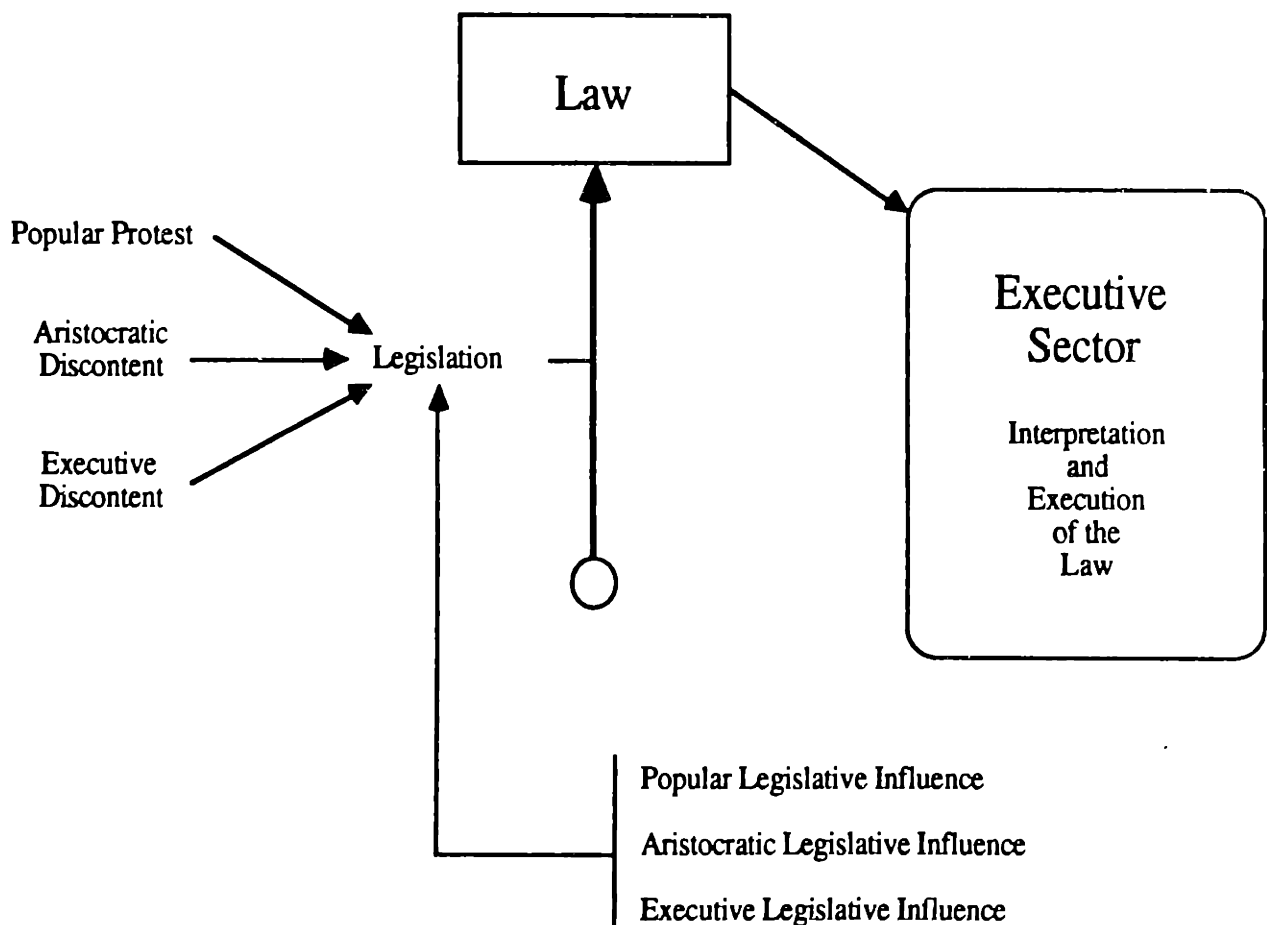 Law
Popular Protest
Aristocratic
Discontent
Legislation
Executive
Discontent
Executive
Sector
Interpretation
and
Execution
of the
Law
Popular Legislative Influence
Aristocratic Legislative Influence
Executive Legislative Influence